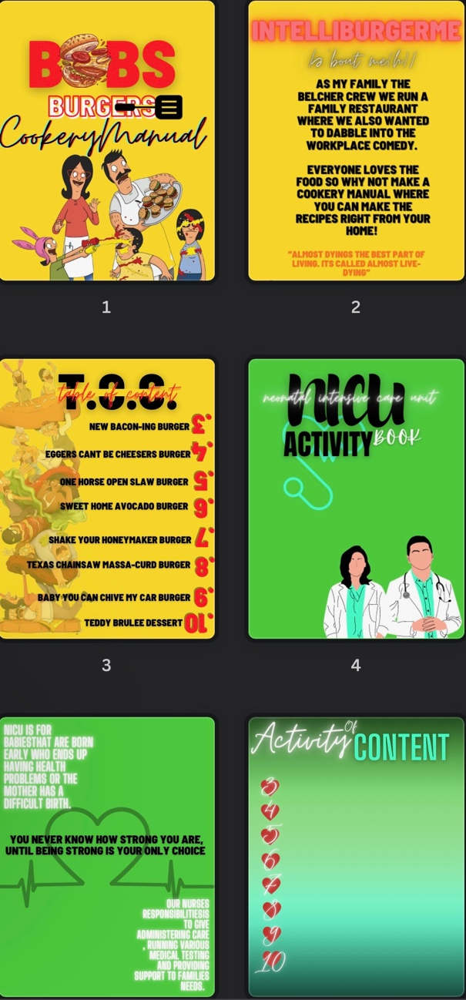 BOBS
BURGERS
CookeryManual
1
INTELLIBURGERME
AS MY FAMILY THE
BELCHER CREW WE RUN A
FAMILY RESTAURANT
WHERE WE ALSO WANTED
TO DABBLE INTO THE
WORKPLACE COMEDY.
EVERYONE LOVES THE
FOOD SO WHY NOT MAKE A
COOKERY MANUAL WHERE
YOU CAN MAKE THE
RECIPES RIGHT FROM YOUR
HOME!
"ALMOST DYINGS THE BEST PART OF
LIVING. ITS CALLED ALMOST LIVE-
DYING"
2
T.O.C.
table of content
NEW BACON-ING BURGER 3.
EGGERS CANT BE CHEESERS BURGER 4.
ONE HORSE OPEN SLAW BURGER 5.
SWEET HOME AVOCADO BURGER 6.
SHAKE YOUR HONEYMAKER BURGER 7.
TEXAS CHAINSAW MASSA-CURD BURGER 8.
BABY YOU CAN CHIVE MY CAR BURGER 9.
TEDDY BRULEE DESSERT 10.
3
NICU
neonatal intensive care unit
ACTIVITY BOOK
4
NICU IS FOR
BABIESTHAT ARE BORN
EARLY WHO ENDS UP
HAVING HEALTH
PROBLEMS OR THE
MOTHER HAS A
DIFFICULT BIRTH.
YOU NEVER KNOW HOW STRONG YOU ARE,
UNTIL BEING STRONG IS YOUR ONLY CHOICE
OUR NURSES
RESPONSIBILITIESIS
TO GIVE
ADMINISTERING CARE
, RUNNING VARIOUS
MEDICAL TESTING
AND PROVIDING
SUPPORT TO FAMILIES
NEEDS.
Activity Of CONTENT
3
4
5
6
7
8
9
10